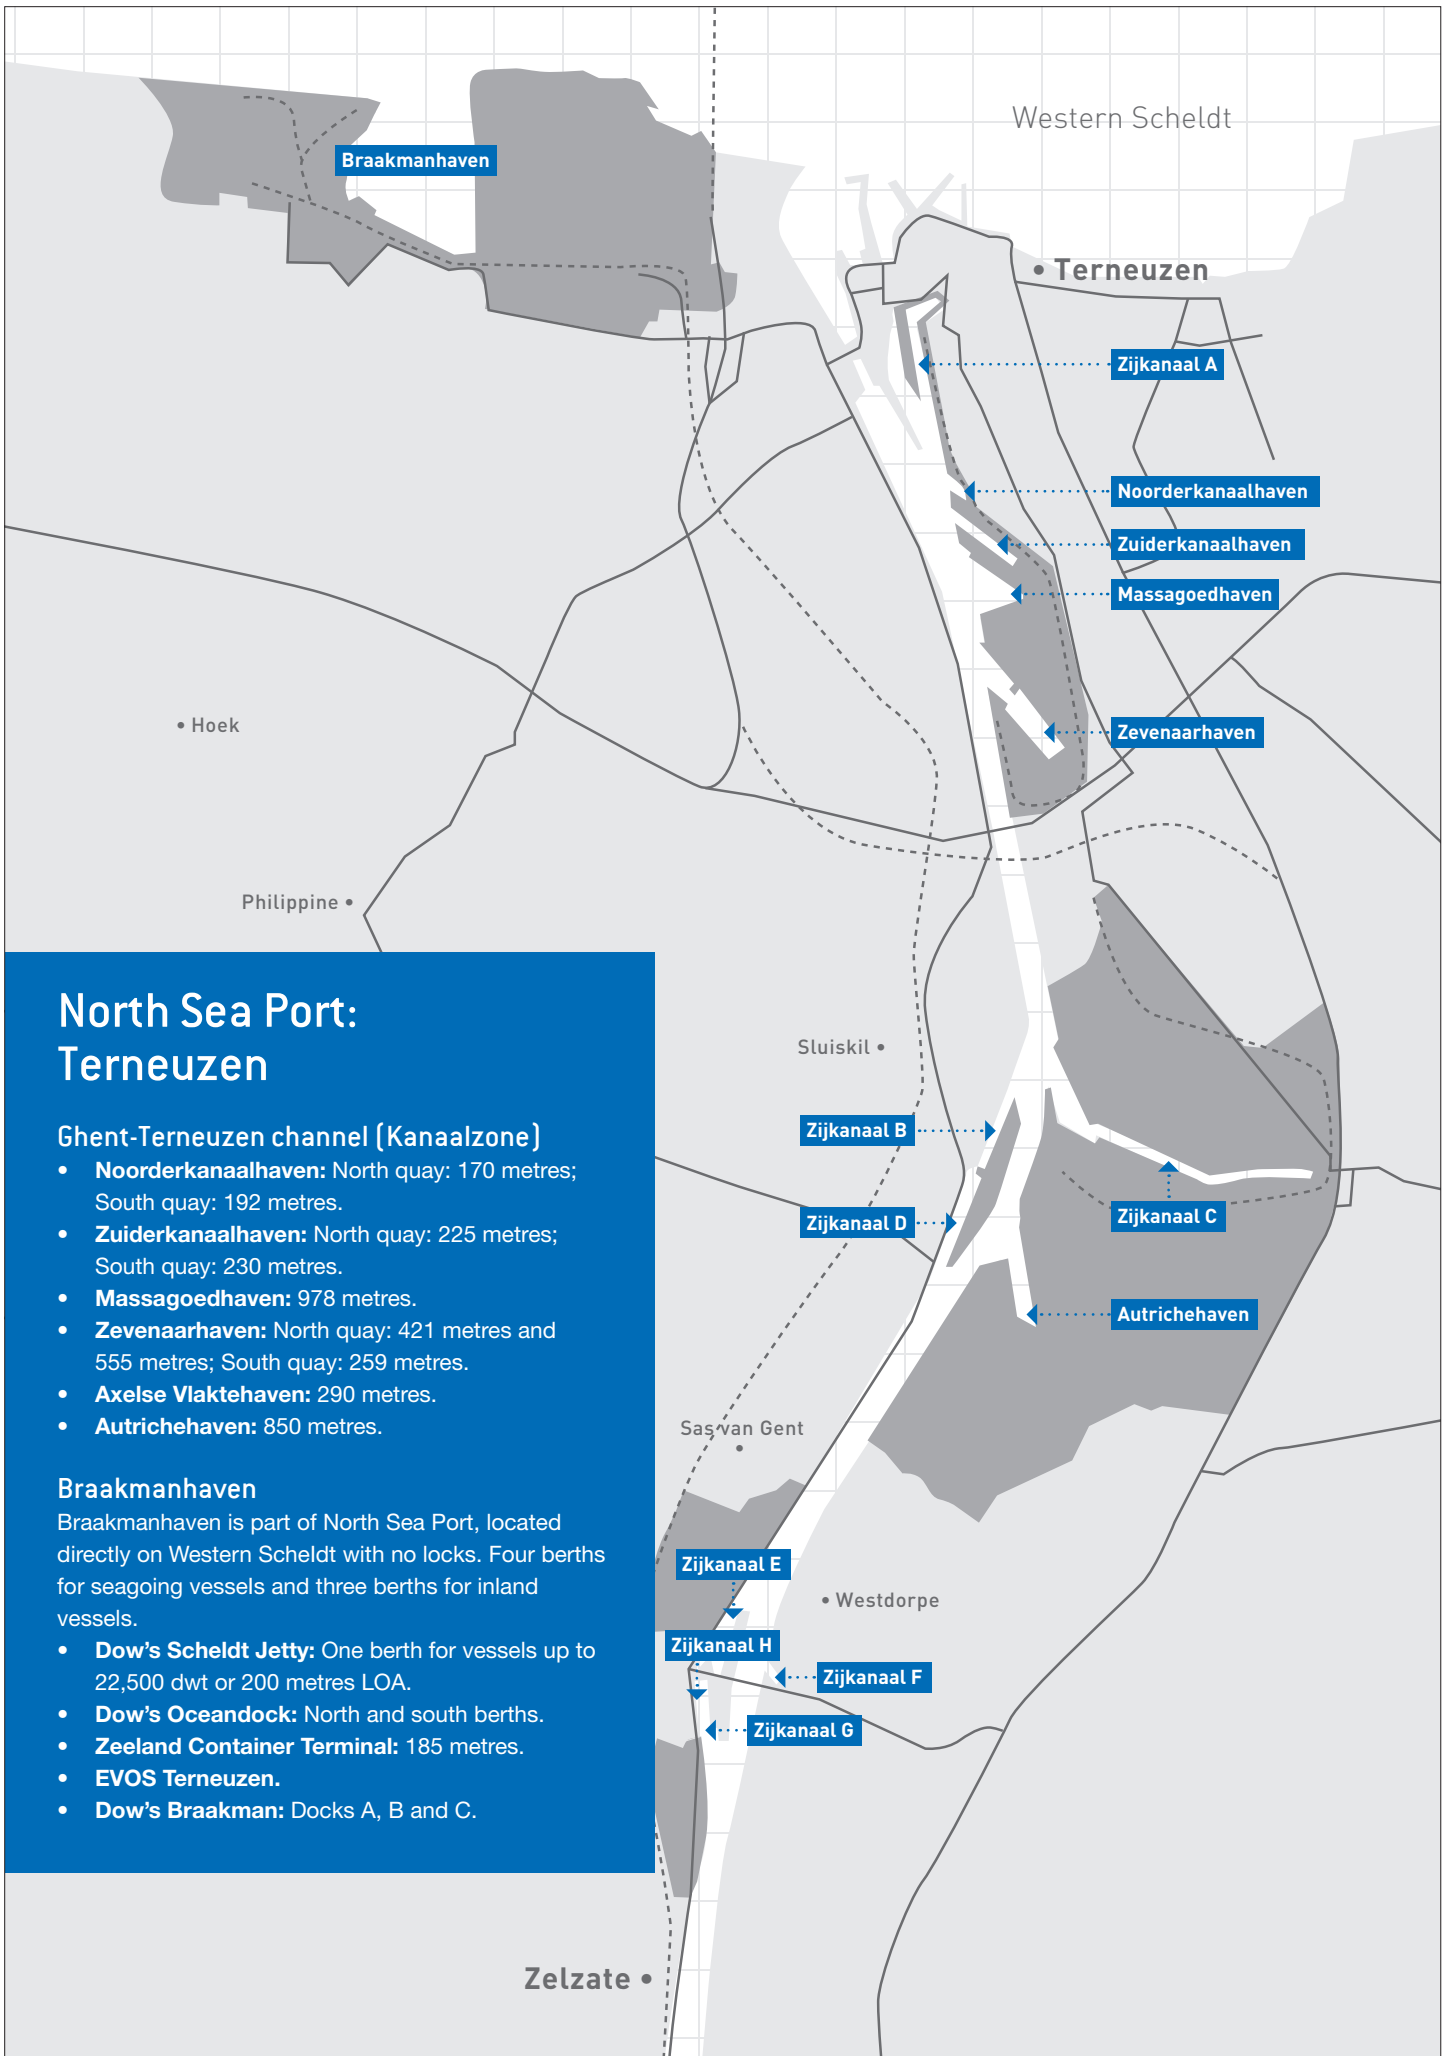 Western Scheldt
Braakmanhaven
Terneuzen
Zijkanaal A
Noorderkanaalhaven
Zuiderkanaalhaven
Massagoedhaven
Hoek
Zevenaarhaven
Philippine
North Sea Port:
Terneuzen
Ghent-Terneuzen channel (Kanaalzone)
• Noorderkanaalhaven: North quay: 170 metres;
South quay: 192 metres.
• Zuiderkanaalhaven: North quay: 225 metres;
South quay: 230 metres.
• Massagoedhaven: 978 metres.
• Zevenaarhaven: North quay: 421 metres and
555 metres; South quay: 259 metres.
• Axelse Vlaktehaven: 290 metres.
• Autrichehaven: 850 metres.
Braakmanhaven
Braakmanhaven is part of North Sea Port, located
directly on Western Scheldt with no locks. Four berths
for seagoing vessels and three berths for inland
vessels.
• Dow’s Scheldt Jetty: One berth for vessels up to
22,500 dwt or 200 metres LOA.
• Dow’s Oceandock: North and south berths.
• Zeeland Container Terminal: 185 metres.
• EVOS Terneuzen.
• Dow’s Braakman: Docks A, B and C.
Sluiskil
Zijkanaal B
Zijkanaal D
Zijkanaal C
Autrichehaven
Sas van Gent
Zijkanaal E
Westdorpe
Zijkanaal H
Zijkanaal F
Zijkanaal G
Zelzate